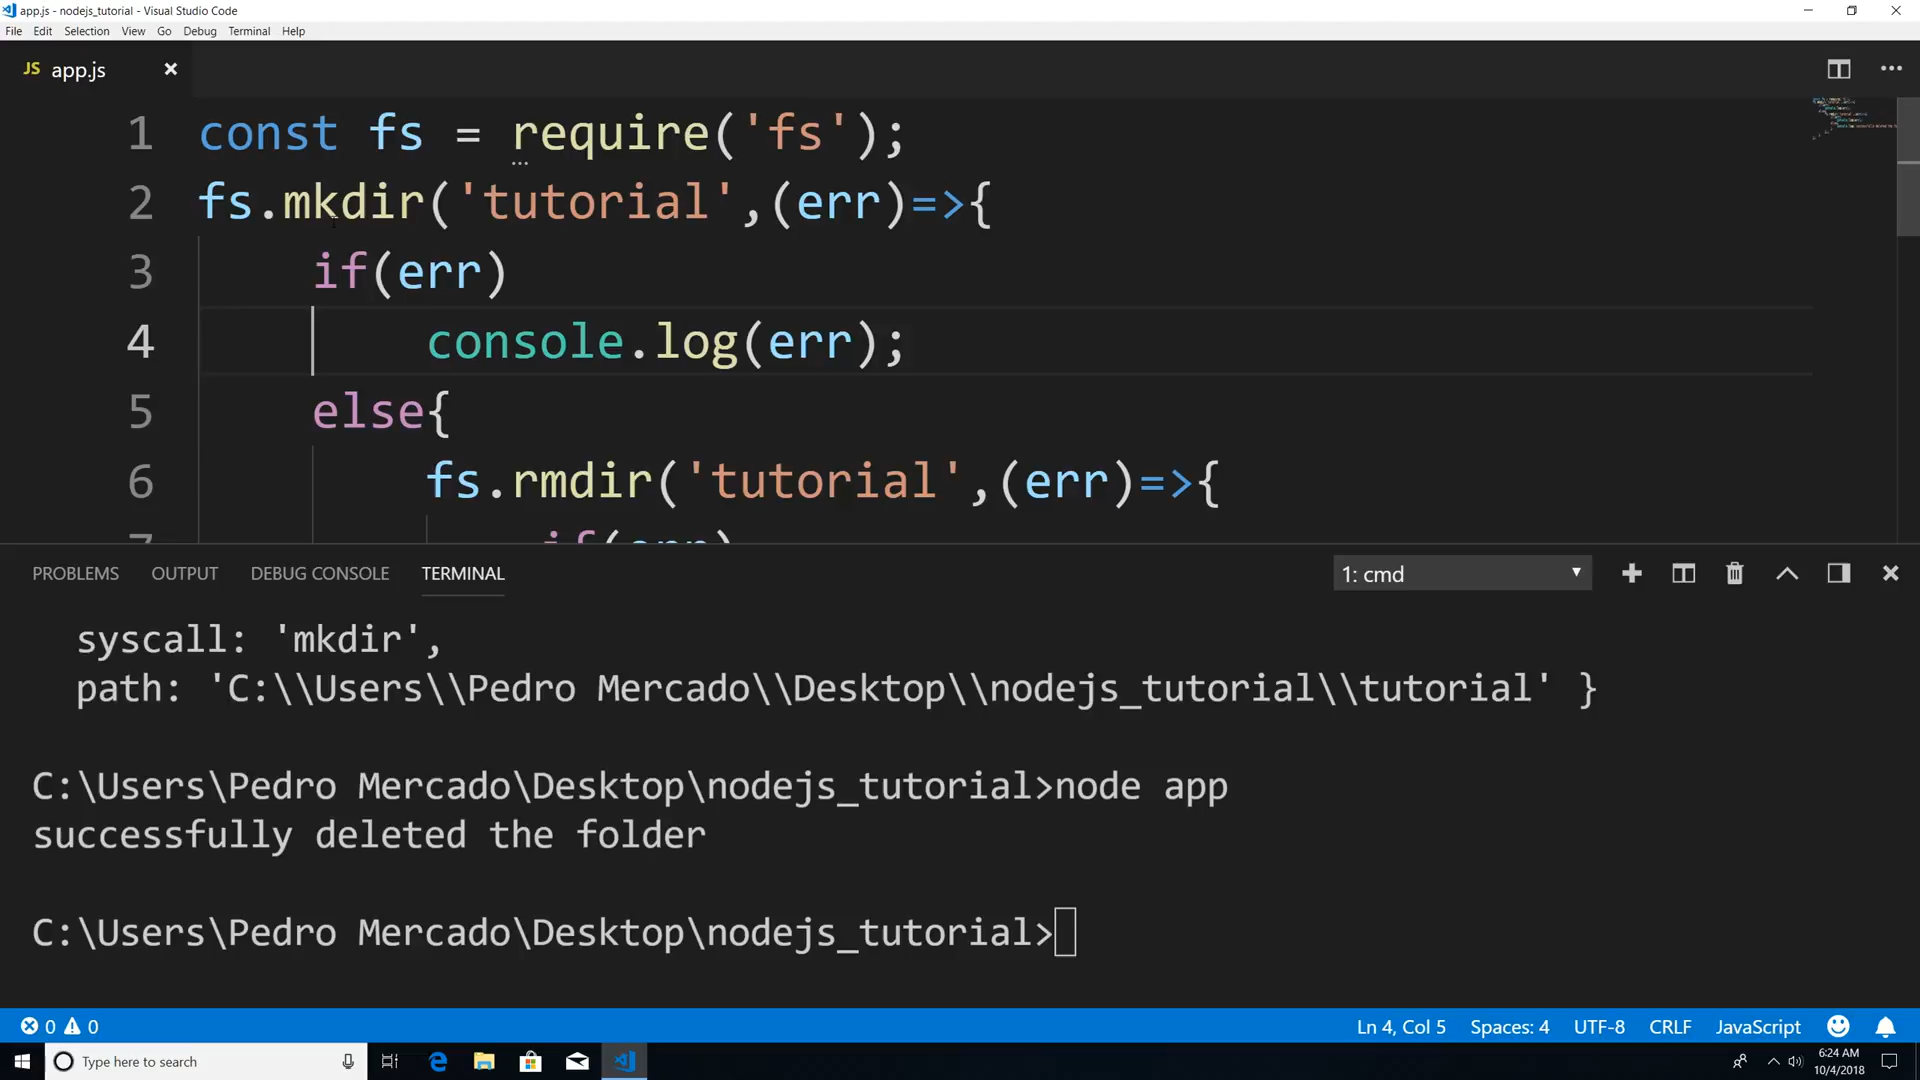 app.js - nodejs_tutorial - Visual Studio Code
File Edit Selection View Go Debug Terminal Help
JS app.js
1 const fs = require('fs');
2 fs.mkdir('tutorial',(err)=>{
3 if(err)
4 console.log(err);
5 else{
6 fs.rmdir('tutorial',(err)=>{
7 if(err)
PROBLEMS OUTPUT DEBUG CONSOLE TERMINAL 1: cmd
syscall: 'mkdir',
path: 'C:\\Users\\Pedro Mercado\\Desktop\\nodejs_tutorial\\tutorial' }
C:\Users\Pedro Mercado\Desktop\nodejs_tutorial>node app
successfully deleted the folder
C:\Users\Pedro Mercado\Desktop\nodejs_tutorial>
0 0 Ln 4, Col 5 Spaces: 4 UTF-8 CRLF JavaScript
Type here to search
6:24 AM
10/4/2018